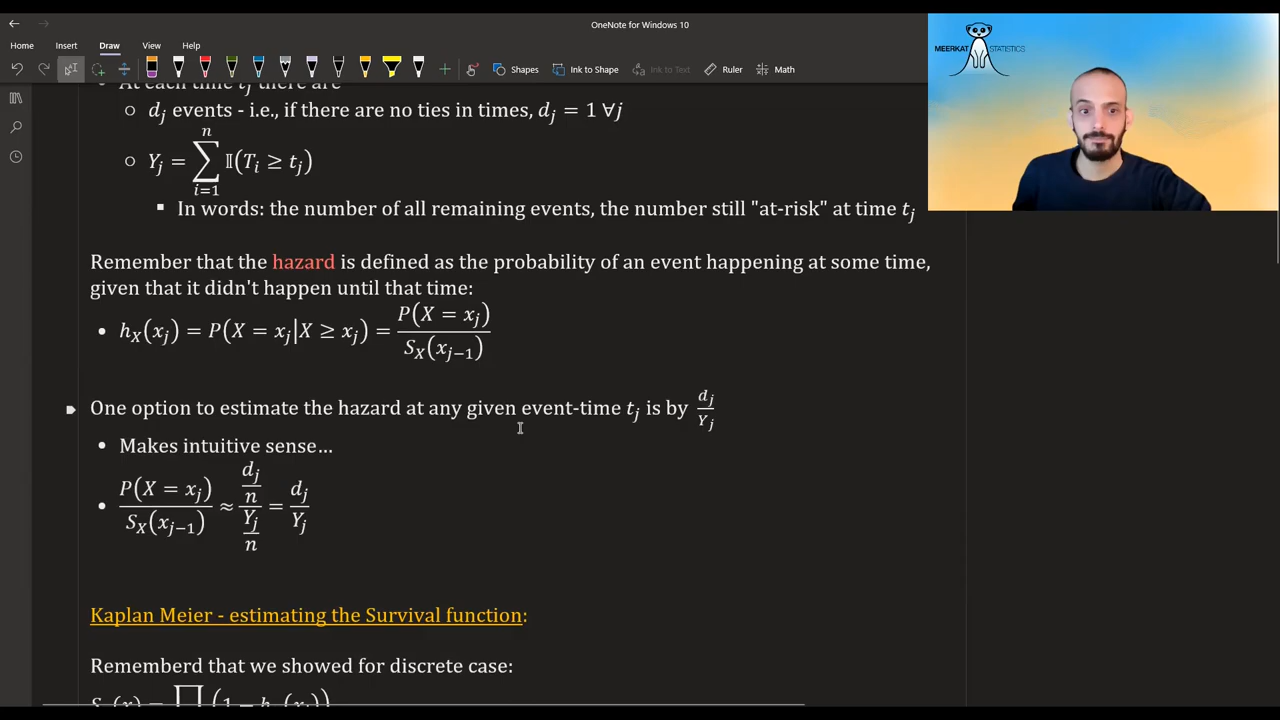 OneNote for Windows 10
Home Insert Draw View Help
Shapes Ink to Shape Ink to Text Ruler Math
MEERKAT STATISTICS
At each time t_j there are
d_j events - i.e., if there are no ties in times, d_j = 1 ∀j
Y_j = ∑_{i=1}^{n} 𝕀(T_i ≥ t_j)
In words: the number of all remaining events, the number still "at-risk" at time t_j
Remember that the hazard is defined as the probability of an event happening at some time,
given that it didn't happen until that time:
h_X(x_j) = P(X = x_j|X ≥ x_j) = P(X = x_j) / S_X(x_{j-1})
One option to estimate the hazard at any given event-time t_j is by d_j/Y_j
Makes intuitive sense…
P(X = x_j) / S_X(x_{j-1}) ≈ (d_j/n) / (Y_j/n) = d_j/Y_j
Kaplan Meier - estimating the Survival function:
Rememberd that we showed for discrete case: